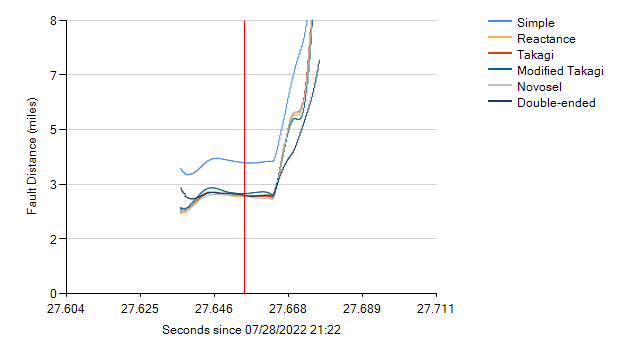 8
7
5
3
2
0
Fault Distance (miles)
27.604 27.625 27.646 27.668 27.689 27.711
Seconds since 07/28/2022 21:22
Simple
Reactance
Takagi
Modified Takagi
Novosel
Double-ended